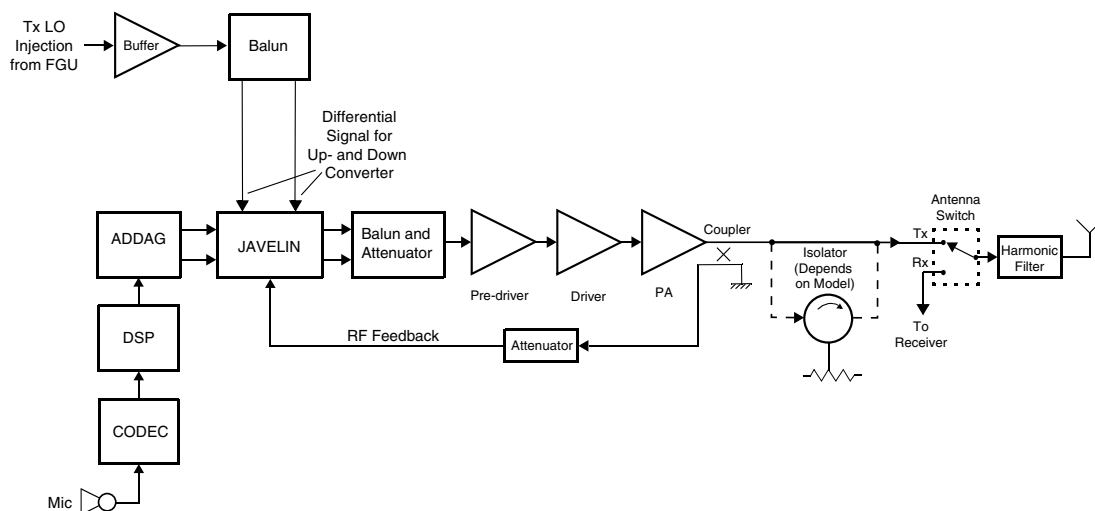 Tx LO
Injection
from FGU
Buffer
Balun
Differential
Signal for
Up- and Down
Converter
ADDAG
JAVELIN
Balun and
Attenuator
Pre-driver
Driver
PA
Coupler
Isolator
(Depends
on Model)
Antenna
Switch
Tx
Rx
To
Receiver
Harmonic
Filter
DSP
RF Feedback
Attenuator
CODEC
Mic